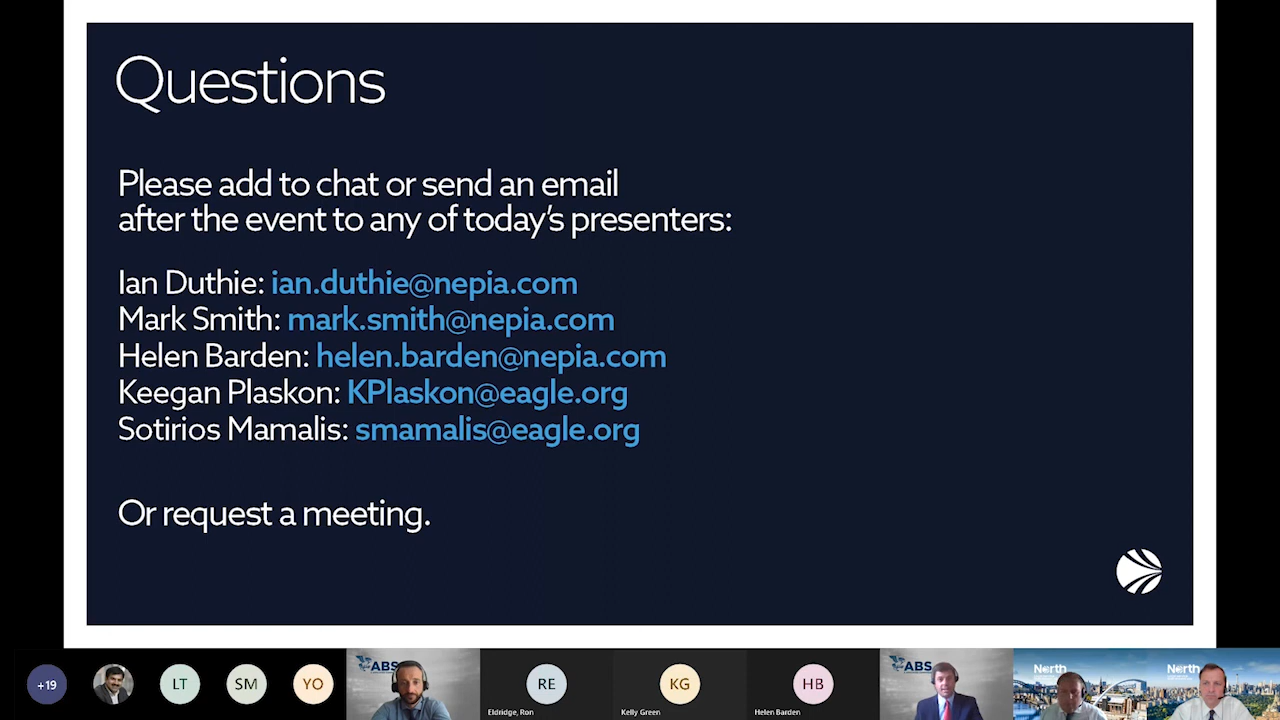 Questions
Please add to chat or send an email
after the event to any of today's presenters:
Ian Duthie: ian.duthie@nepia.com
Mark Smith: mark.smith@nepia.com
Helen Barden: helen.barden@nepia.com
Keegan Plaskon: KPlaskon@eagle.org
Sotirios Mamalis: smamalis@eagle.org
Or request a meeting.
+19
LT
SM
YO
ABS
RE
Eldridge, Ron
KG
Kelly Green
HB
Helen Barden
ABS
North
North